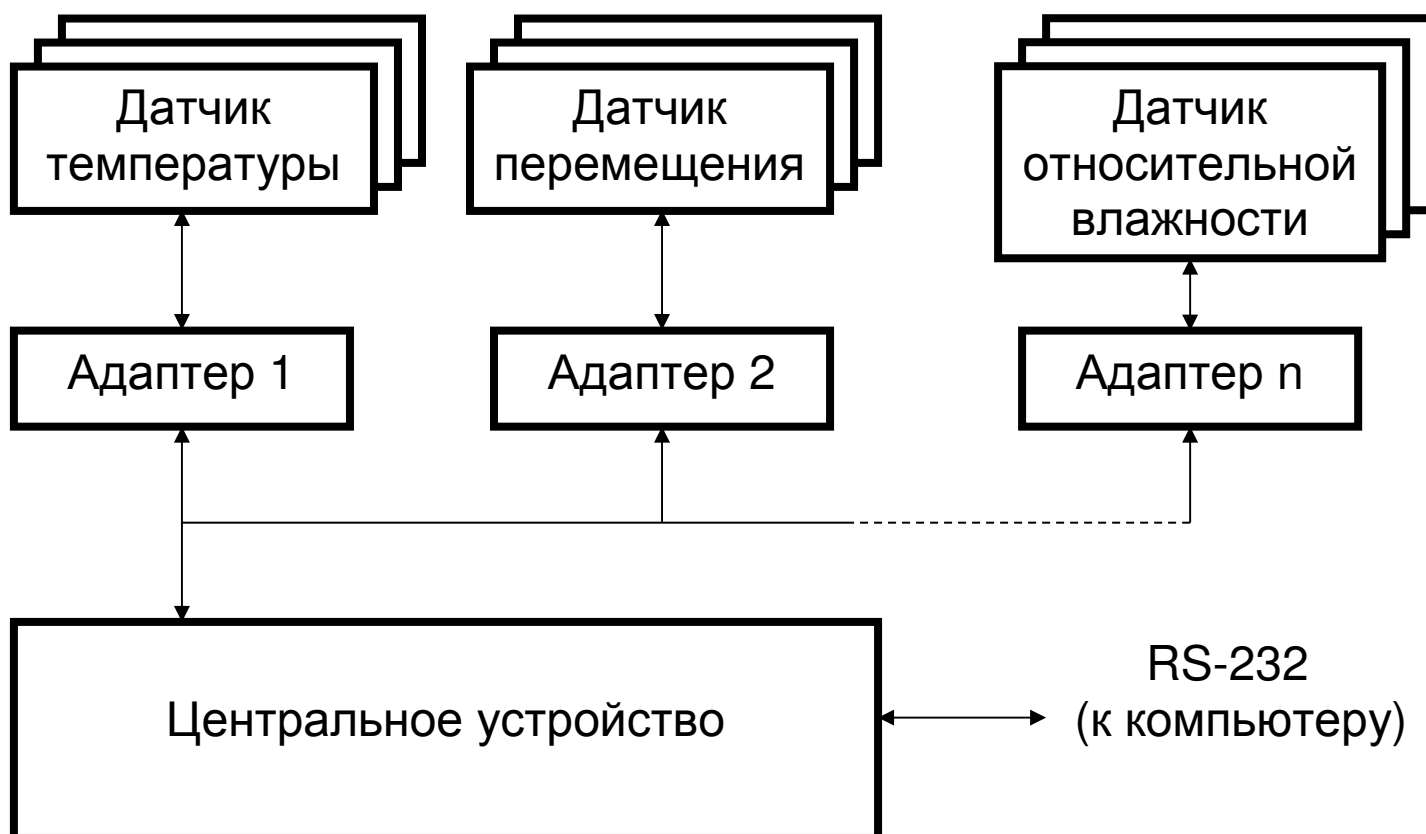 Датчик
температуры
Датчик
перемещения
Датчик
относительной
влажности
Адаптер 1
Адаптер 2
Адаптер n
Центральное устройство
RS-232
(к компьютеру)